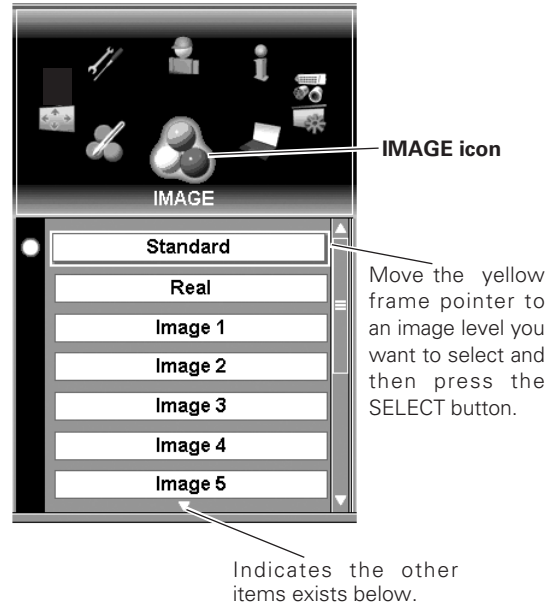 IMAGE icon
IMAGE
Standard
Real
Image 1
Image 2
Image 3
Image 4
Image 5
Move the yellow
frame pointer to
an image level you
want to select and
then press the
SELECT button.
Indicates the other
items exists below.